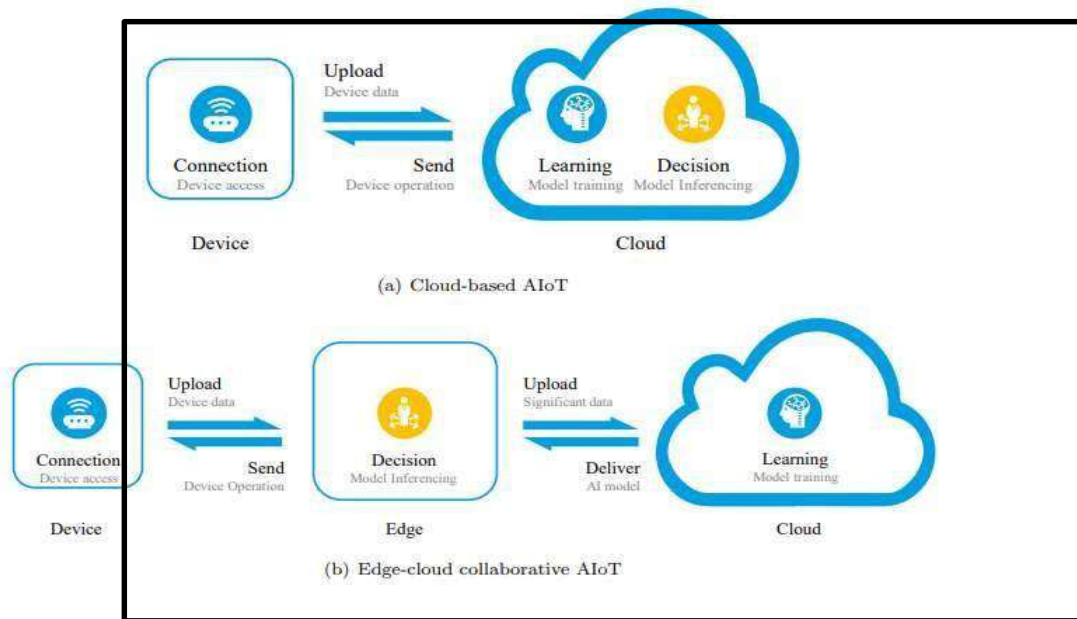 Upload
Device data
Connection
Device access
Send
Device operation
Learning
Model training
Decision
Model Inferencing
Device
Cloud
(a) Cloud-based AIoT
Upload
Device data
Connection
Device access
Send
Device Operation
Decision
Model Inferencing
Upload
Significant data
Deliver
AI model
Learning
Model training
Device
Edge
Cloud
(b) Edge-cloud collaborative AIoT